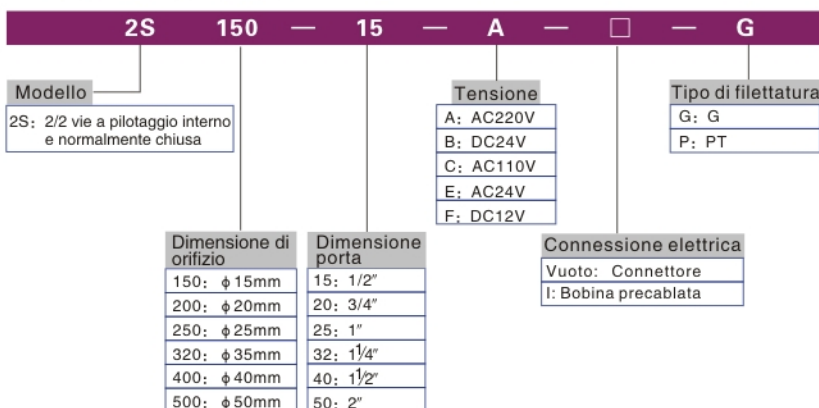 2S 150 — 15 — A — □ — G
Modello
2S: 2/2 vie a pilotaggio interno
e normalmente chiusa
Dimensione di
orifizio
150: ϕ15mm
200: ϕ20mm
250: ϕ25mm
320: ϕ35mm
400: ϕ40mm
500: ϕ50mm
Dimensione
porta
15: 1/2″
20: 3/4″
25: 1″
32: 11/4″
40: 11/2″
50: 2″
Tensione
A: AC220V
B: DC24V
C: AC110V
E: AC24V
F: DC12V
Connessione elettrica
Vuoto: Connettore
I: Bobina precablata
Tipo di filettatura
G: G
P: PT